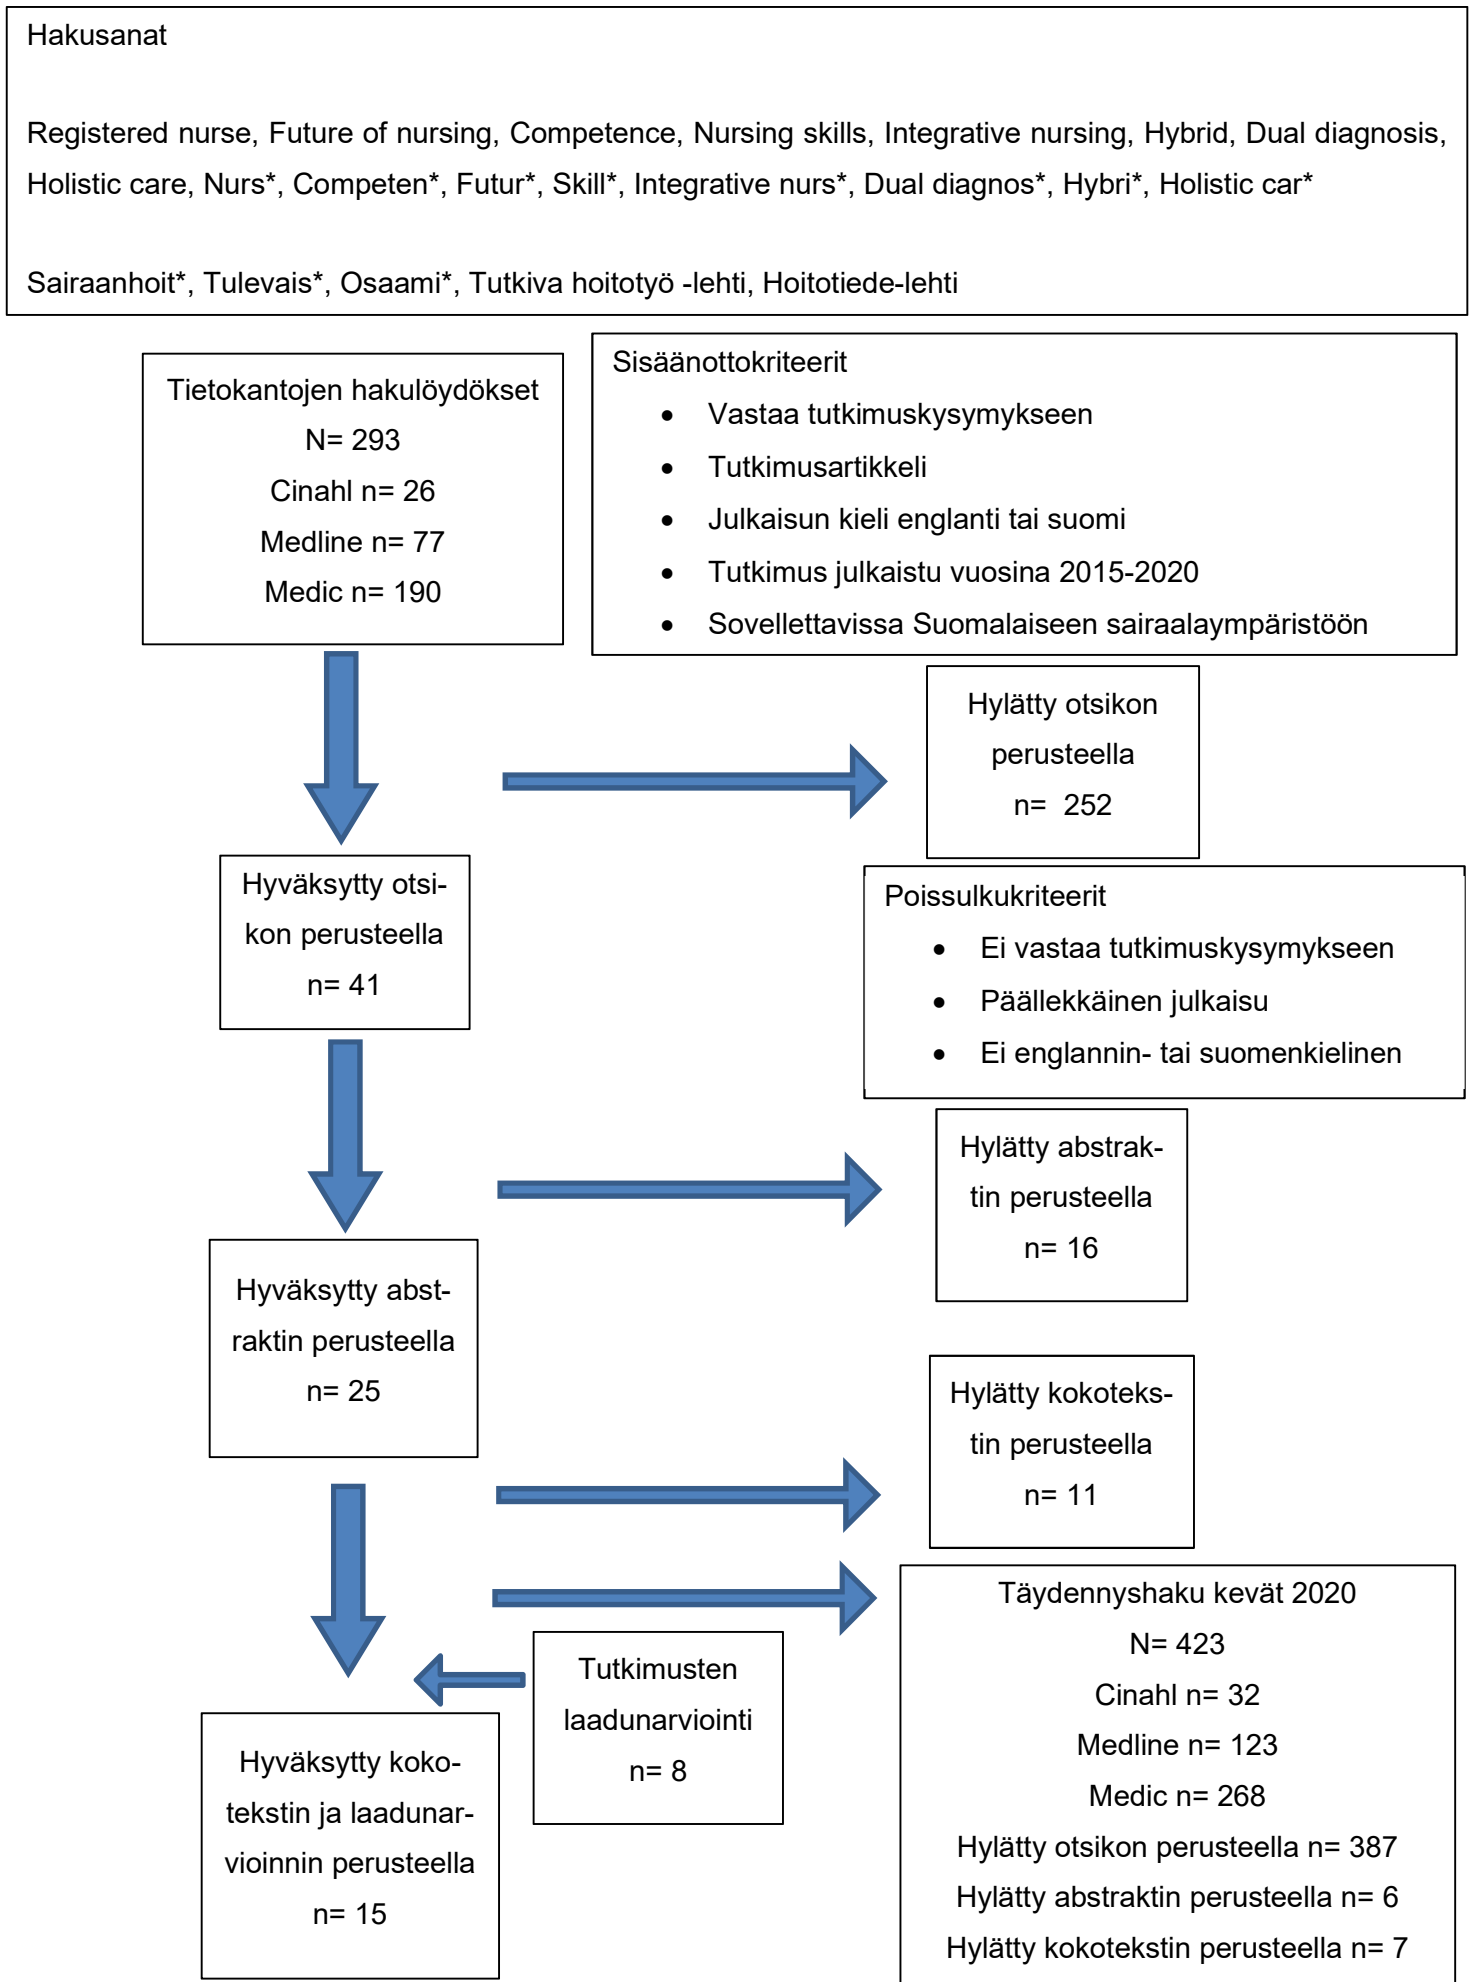 Hakusanat
Registered nurse, Future of nursing, Competence, Nursing skills, Integrative nursing, Hybrid, Dual diagnosis,
Holistic care, Nurs*, Competen*, Futur*, Skill*, Integrative nurs*, Dual diagnos*, Hybri*, Holistic car*
Sairaanhoit*, Tulevais*, Osaami*, Tutkiva hoitotyö -lehti, Hoitotiede-lehti
Tietokantojen hakulöydökset
N= 293
Cinahl n= 26
Medline n= 77
Medic n= 190
Sisäänottokriteerit
• Vastaa tutkimuskysymykseen
• Tutkimusartikkeli
• Julkaisun kieli englanti tai suomi
• Tutkimus julkaistu vuosina 2015-2020
• Sovellettavissa Suomalaiseen sairaalaympäristöön
Hylätty otsikon
perusteella
n=  252
Hyväksytty otsi-
kon perusteella
n= 41
Poissulkukriteerit
• Ei vastaa tutkimuskysymykseen
• Päällekkäinen julkaisu
• Ei englannin- tai suomenkielinen
Hylätty abstrak-
tin perusteella
n= 16
Hyväksytty abst-
raktin perusteella
n= 25
Hylätty kokoteks-
tin perusteella
n= 11
Täydennyshaku kevät 2020
N= 423
Cinahl n= 32
Medline n= 123
Medic n= 268
Hylätty otsikon perusteella n= 387
Hylätty abstraktin perusteella n= 6
Hylätty kokotekstin perusteella n= 7
Tutkimusten
laadunarviointi
n= 8
Hyväksytty koko-
tekstin ja laadunar-
vioinnin perusteella
n= 15